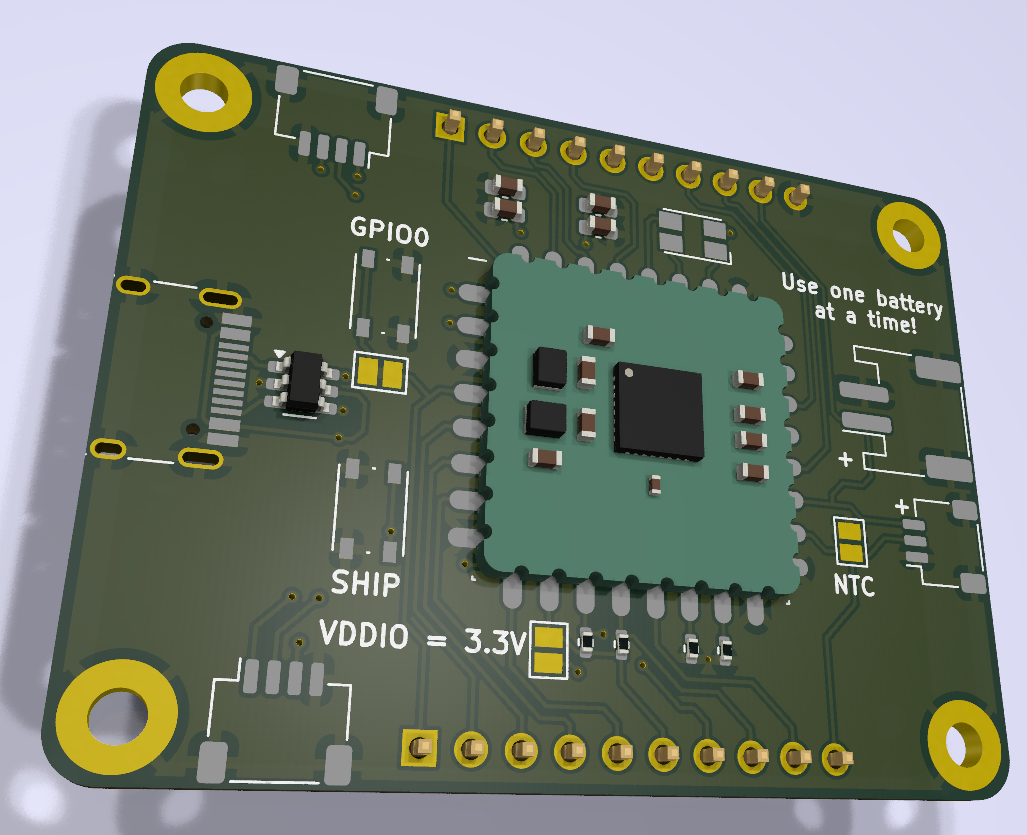 GPIO0
Use one battery
at a time!
+
+
NTC
SHIP
VDDIO = 3.3V